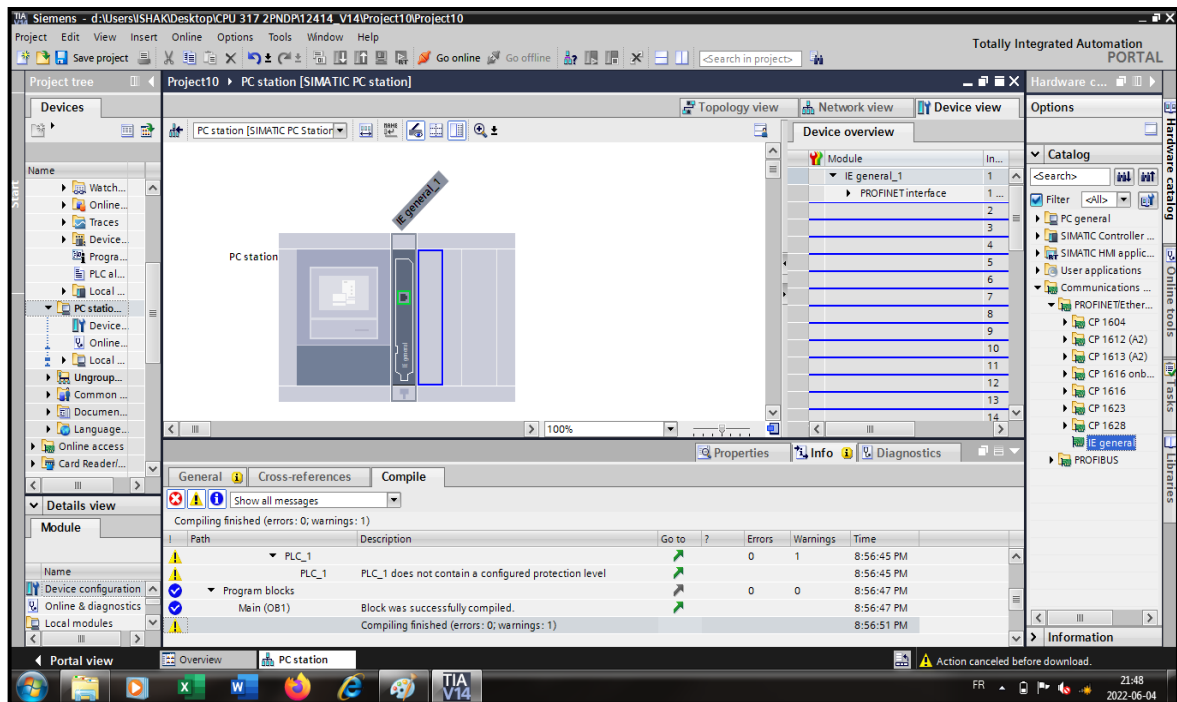 Siemens - d:\Users\ISHAK\Desktop\CPU 317 2PNDP\12414_V14\Project10\Project10
Project Edit View Insert Online Options Tools Window Help
Totally Integrated Automation
PORTAL
Save project Go online Go offline <Search in project>
Project tree
Project10 PC station [SIMATIC PC station]
Hardware c...
Devices
Topology view Network view Device view
Options
PC station [SIMATIC PC Station
Device overview
Name
Module In...
Catalog
<Search>
Filter <All>
Watch...
Online...
Traces
Device...
Progra...
PLC al...
Local ...
PC statio...
Device...
Online...
Local ...
Ungroup...
Common ...
Documen...
Language...
Online access
Card Reader/...
IE general_1
PC station
IE general
IE general_1 1
PROFINET interface 1 ...
2
3
4
5
6
7
8
9
10
11
12
13
14
100%
PC general
SIMATIC Controller ...
SIMATIC HMI applic...
User applications
Communications ...
PROFINET/Ether...
CP 1604
CP 1612 (A2)
CP 1613 (A2)
CP 1616 onb...
CP 1616
CP 1623
CP 1628
IE general
PROFIBUS
Information
Hardware catalog
Online tools
Tasks
Libraries
Start
Properties Info Diagnostics
General Cross-references Compile
Show all messages
Compiling finished (errors: 0; warnings: 1)
! Path Description Go to ? Errors Warnings Time
PLC_1 0 1 8:56:45 PM
PLC_1 PLC_1 does not contain a configured protection level 8:56:45 PM
Program blocks 0 0 8:56:47 PM
Main (OB1) Block was successfully compiled. 8:56:47 PM
Compiling finished (errors: 0; warnings: 1) 8:56:51 PM
Details view
Module
Name
Device configuration
Online & diagnostics
Local modules
Portal view Overview PC station Action canceled before download.
TIA
V14
FR
21:48
2022-06-04